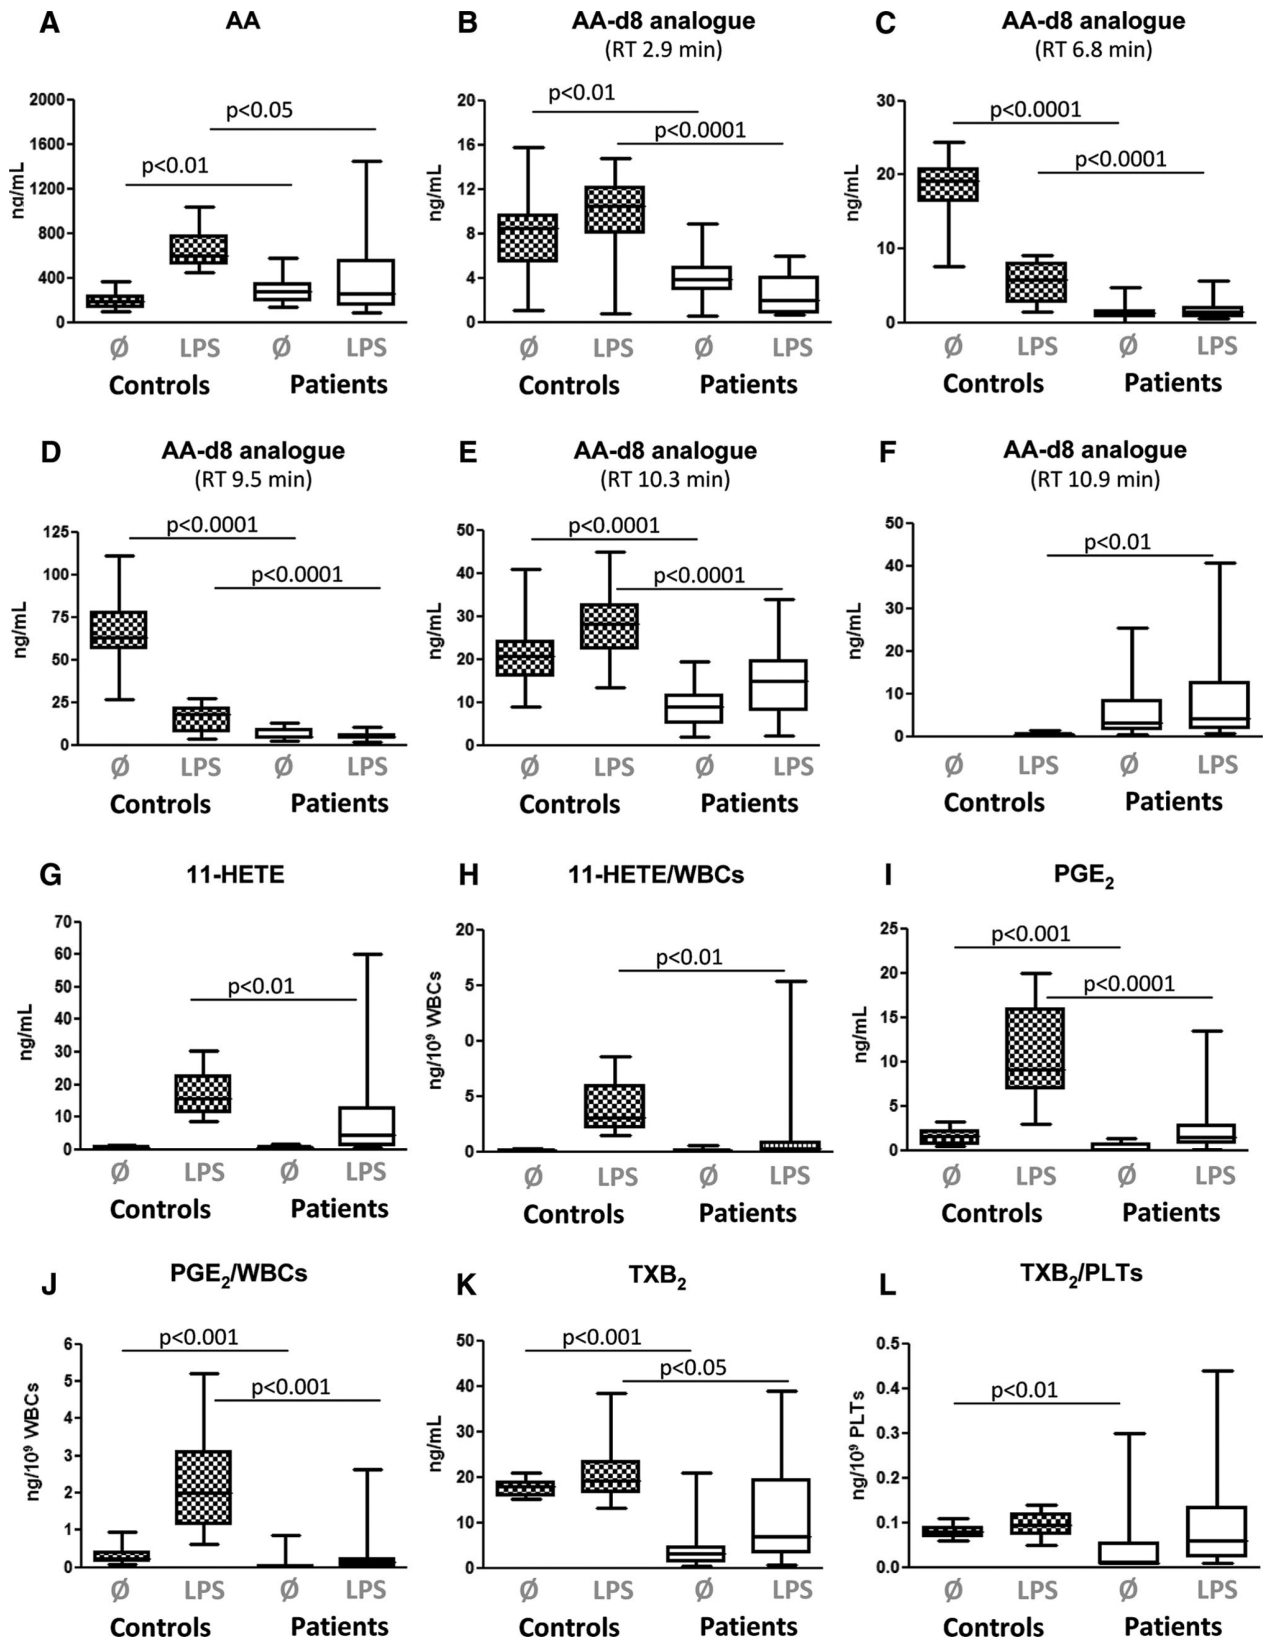 A AA
2000
1600
1200
800
400
0
ng/mL
p<0.05
p<0.01
Ø LPS Ø LPS
Controls Patients
B AA-d8 analogue
(RT 2.9 min)
20
16
12
8
4
0
ng/mL
p<0.01
p<0.0001
Ø LPS Ø LPS
Controls Patients
C AA-d8 analogue
(RT 6.8 min)
30
20
10
0
ng/mL
p<0.0001
p<0.0001
Ø LPS Ø LPS
Controls Patients
D AA-d8 analogue
(RT 9.5 min)
125
100
75
50
25
0
ng/mL
p<0.0001
p<0.0001
Ø LPS Ø LPS
Controls Patients
E AA-d8 analogue
(RT 10.3 min)
50
40
30
20
10
0
ng/mL
p<0.0001
p<0.0001
Ø LPS Ø LPS
Controls Patients
F AA-d8 analogue
(RT 10.9 min)
50
40
30
20
10
0
ng/mL
p<0.01
Ø LPS Ø LPS
Controls Patients
G 11-HETE
70
60
50
40
30
20
10
0
ng/mL
p<0.01
Ø LPS Ø LPS
Controls Patients
H 11-HETE/WBCs
20
5
0
5
0
ng/10⁹ WBCs
p<0.01
Ø LPS Ø LPS
Controls Patients
I PGE₂
25
20
15
10
5
0
ng/mL
p<0.001
p<0.0001
Ø LPS Ø LPS
Controls Patients
J PGE₂/WBCs
6
5
4
3
2
1
0
ng/10⁹ WBCs
p<0.001
p<0.001
Ø LPS Ø LPS
Controls Patients
K TXB₂
50
40
30
20
10
0
ng/mL
p<0.001
p<0.05
Ø LPS Ø LPS
Controls Patients
L TXB₂/PLTs
0.5
0.4
0.3
0.2
0.1
0.0
ng/10⁹ PLTs
p<0.01
Ø LPS Ø LPS
Controls Patients